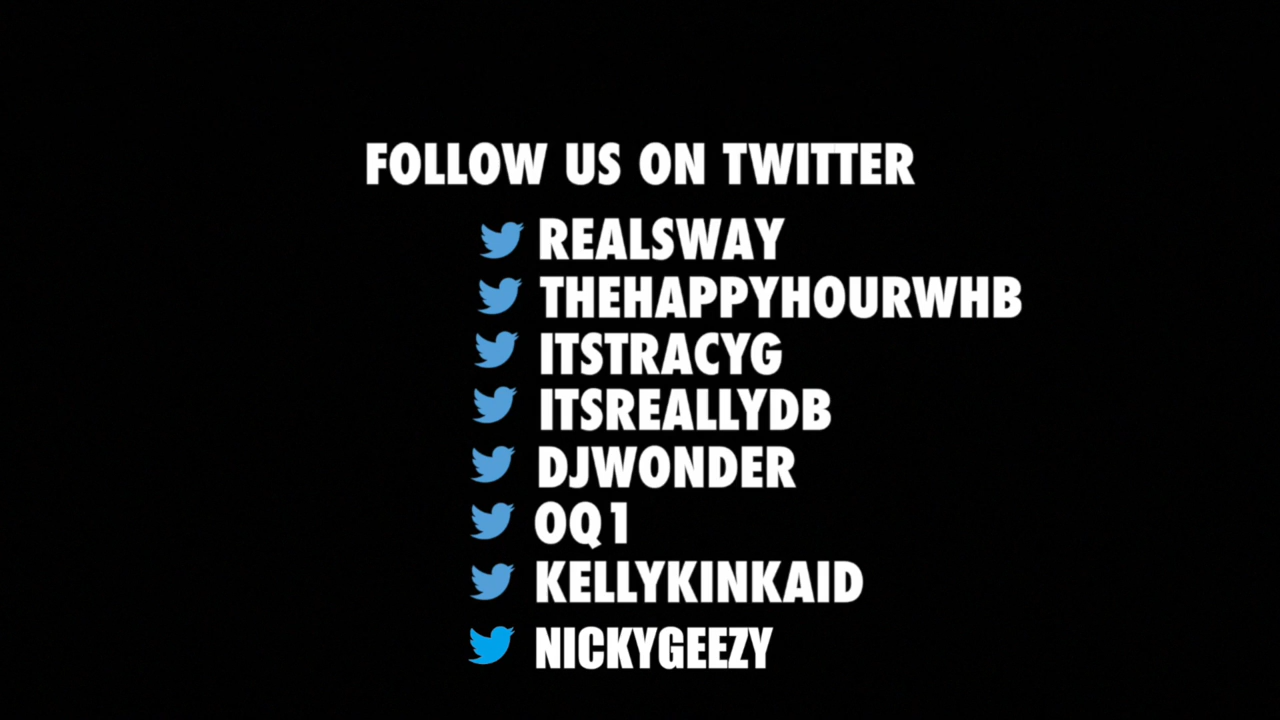 FOLLOW US ON TWITTER
REALSWAY
THEHAPPYHOURWHB
ITSTRACYG
ITSREALLYDB
DJWONDER
OQ1
KELLYKINKAID
NICKYGEEZY